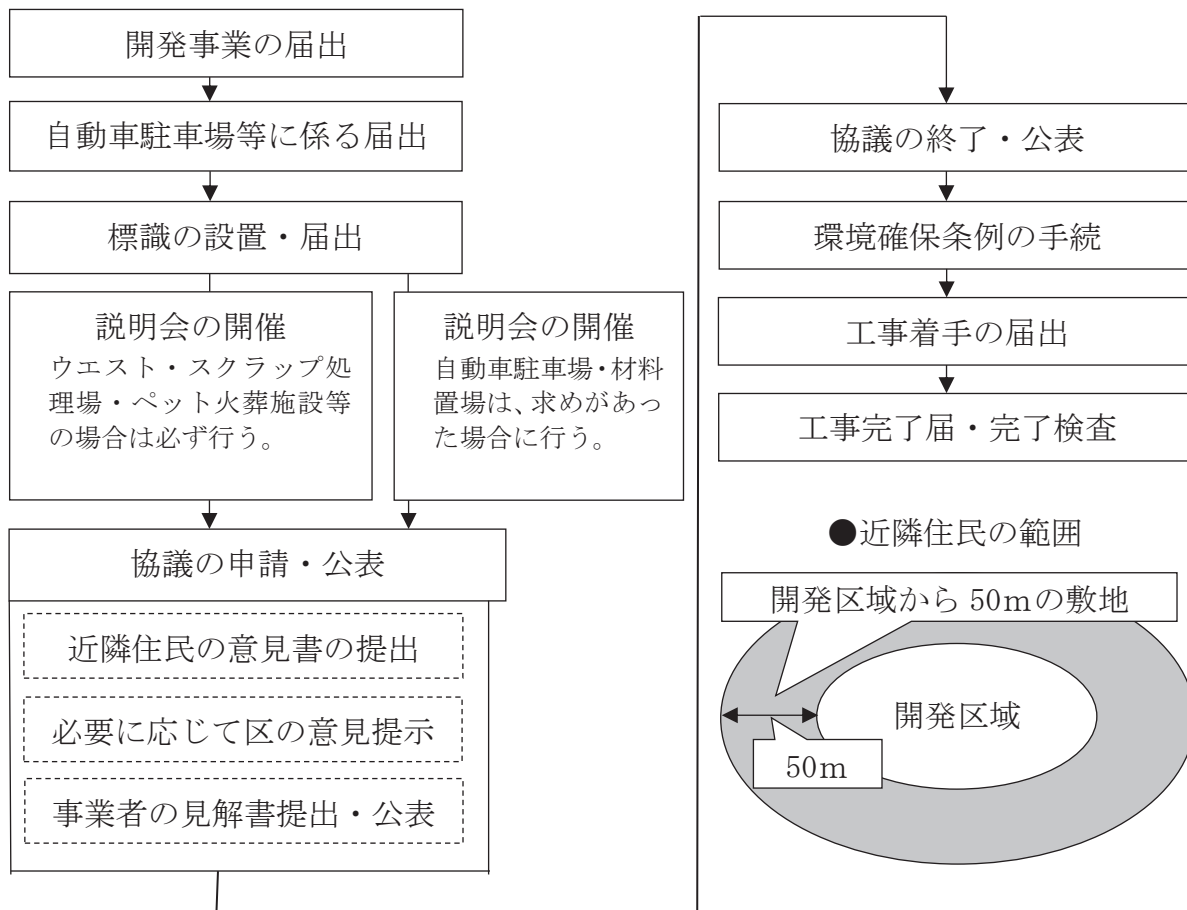 開発事業の届出
自動車駐車場等に係る届出
標識の設置・届出
説明会の開催
ウエスト・スクラップ処
理場・ペット火葬施設等
の場合は必ず行う。
説明会の開催
自動車駐車場・材料
置場は、求めがあっ
た場合に行う。
協議の申請・公表
近隣住民の意見書の提出
必要に応じて区の意見提示
事業者の見解書提出・公表
協議の終了・公表
環境確保条例の手続
工事着手の届出
工事完了届・完了検査
●近隣住民の範囲
開発区域から 50mの敷地
開発区域
50m